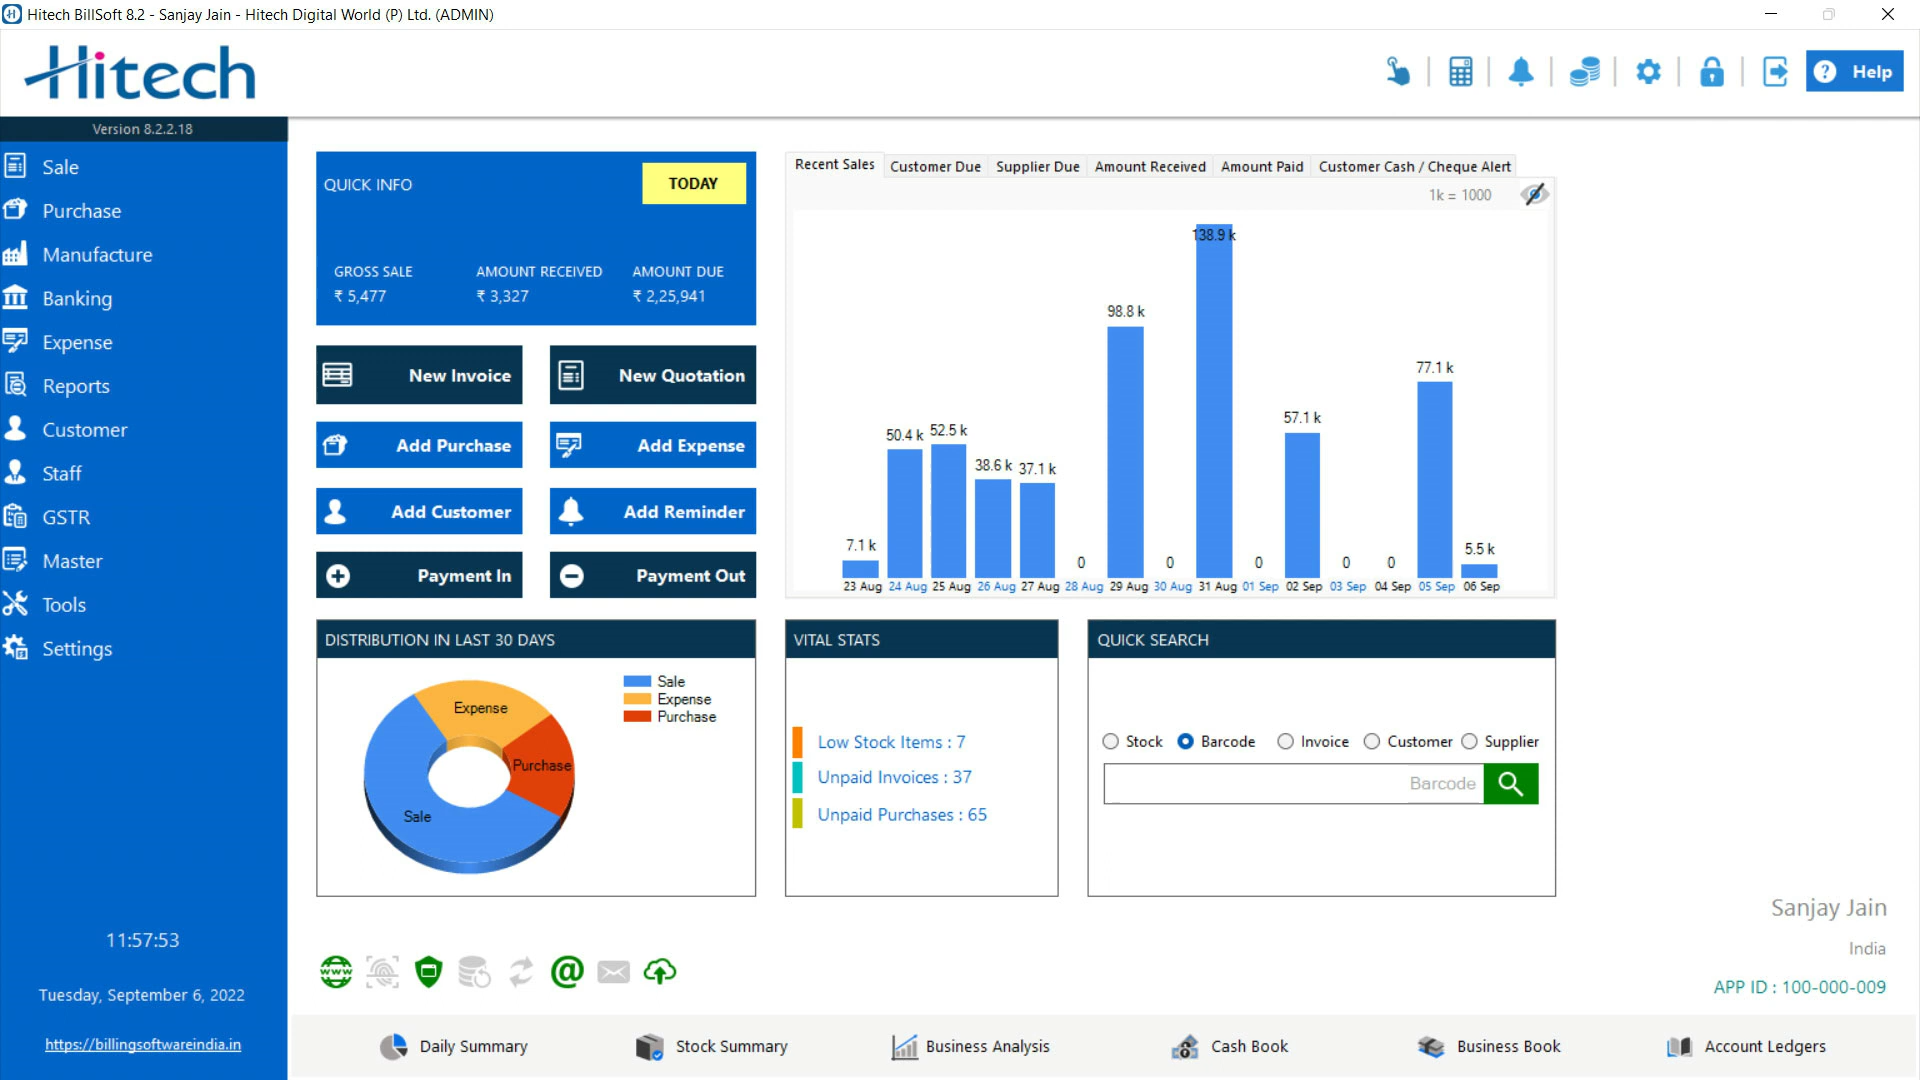 Hitech BillSoft 8.2 - Sanjay Jain - Hitech Digital World (P) Ltd. (ADMIN)
Hitech
Help
Version 8.2.2.18
Sale
Purchase
Manufacture
Banking
Expense
Reports
Customer
Staff
GSTR
Master
Tools
Settings
11:57:53
Tuesday, September 6, 2022
https://billingsoftwareindia.in
QUICK INFO
TODAY
GROSS SALE AMOUNT RECEIVED AMOUNT DUE
₹ 5,477 ₹ 3,327 ₹ 2,25,941
New Invoice New Quotation
Add Purchase Add Expense
Add Customer Add Reminder
Payment In Payment Out
Recent Sales Customer Due Supplier Due Amount Received Amount Paid Customer Cash / Cheque Alert
1k = 1000
138.9 k
98.8 k
77.1 k
57.1 k
50.4 k 52.5 k
38.6 k 37.1 k
7.1 k 0 0 0 0 0 5.5 k
23 Aug 24 Aug 25 Aug 26 Aug 27 Aug 28 Aug 29 Aug 30 Aug 31 Aug 01 Sep 02 Sep 03 Sep 04 Sep 05 Sep 06 Sep
DISTRIBUTION IN LAST 30 DAYS
Sale
Expense
Purchase
Expense
Purchase
Sale
VITAL STATS
Low Stock Items : 7
Unpaid Invoices : 37
Unpaid Purchases : 65
QUICK SEARCH
Stock Barcode Invoice Customer Supplier
Barcode
Sanjay Jain
India
APP ID : 100-000-009
www @
Daily Summary Stock Summary Business Analysis Cash Book Business Book Account Ledgers